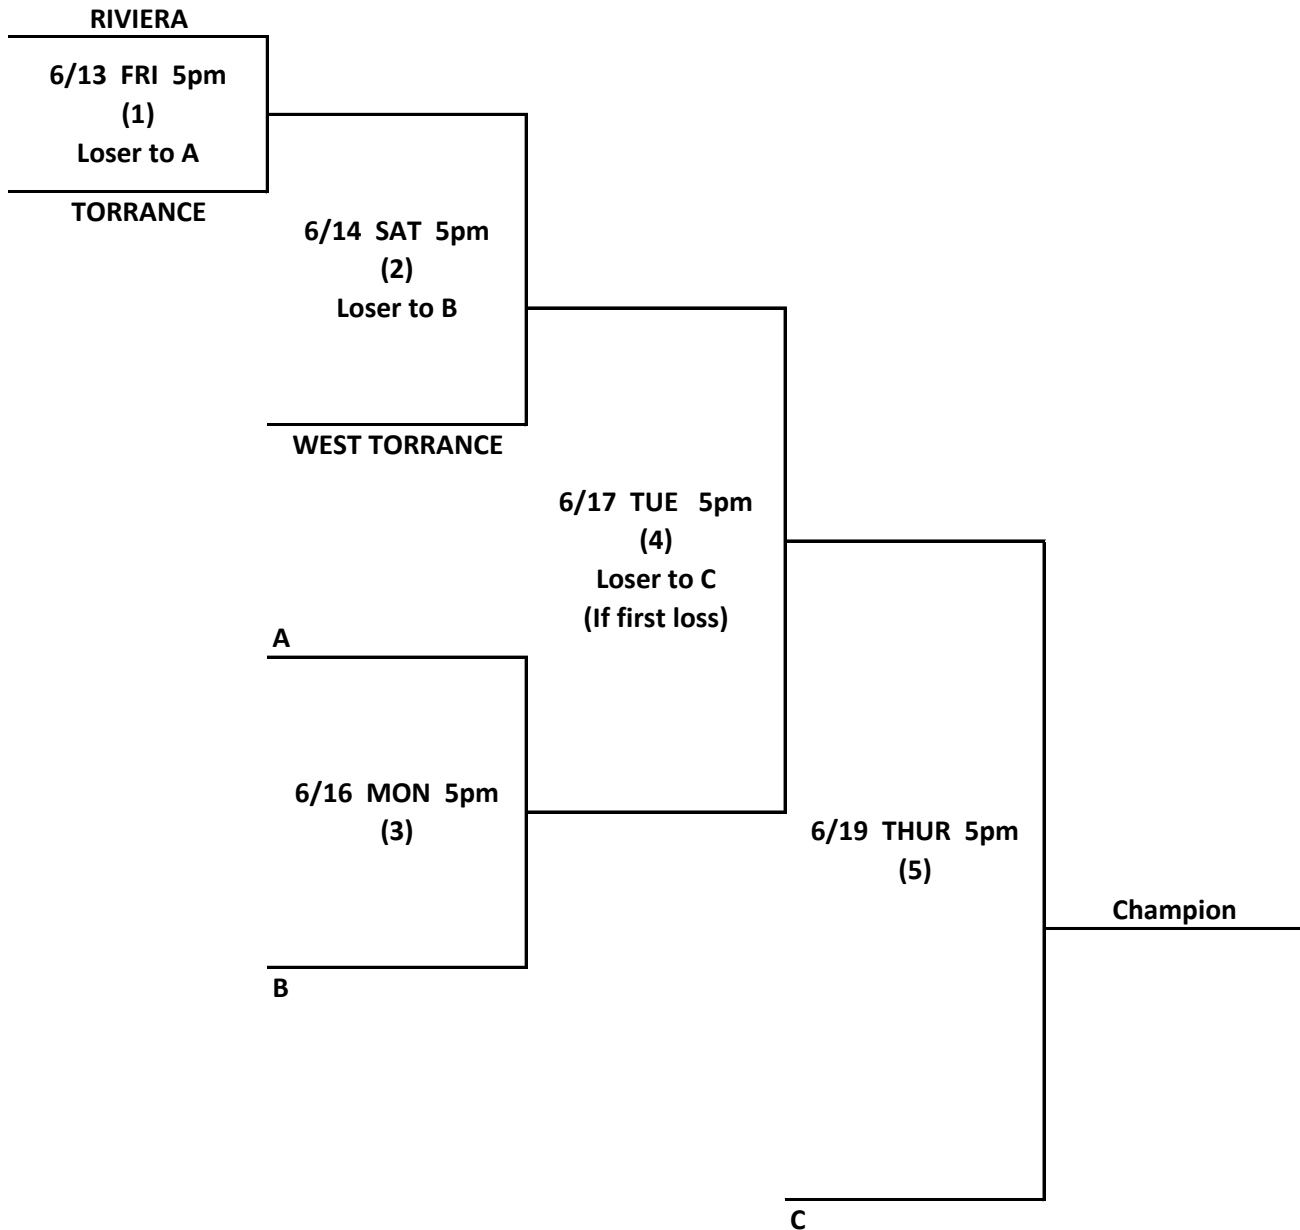 RIVIERA
6/13 FRI 5pm
(1)
Loser to A
TORRANCE
6/14 SAT 5pm
(2)
Loser to B
WEST TORRANCE
6/17 TUE 5pm
(4)
Loser to C
(If first loss)
A
6/16 MON 5pm
(3)
B
6/19 THUR 5pm
(5)
Champion
C